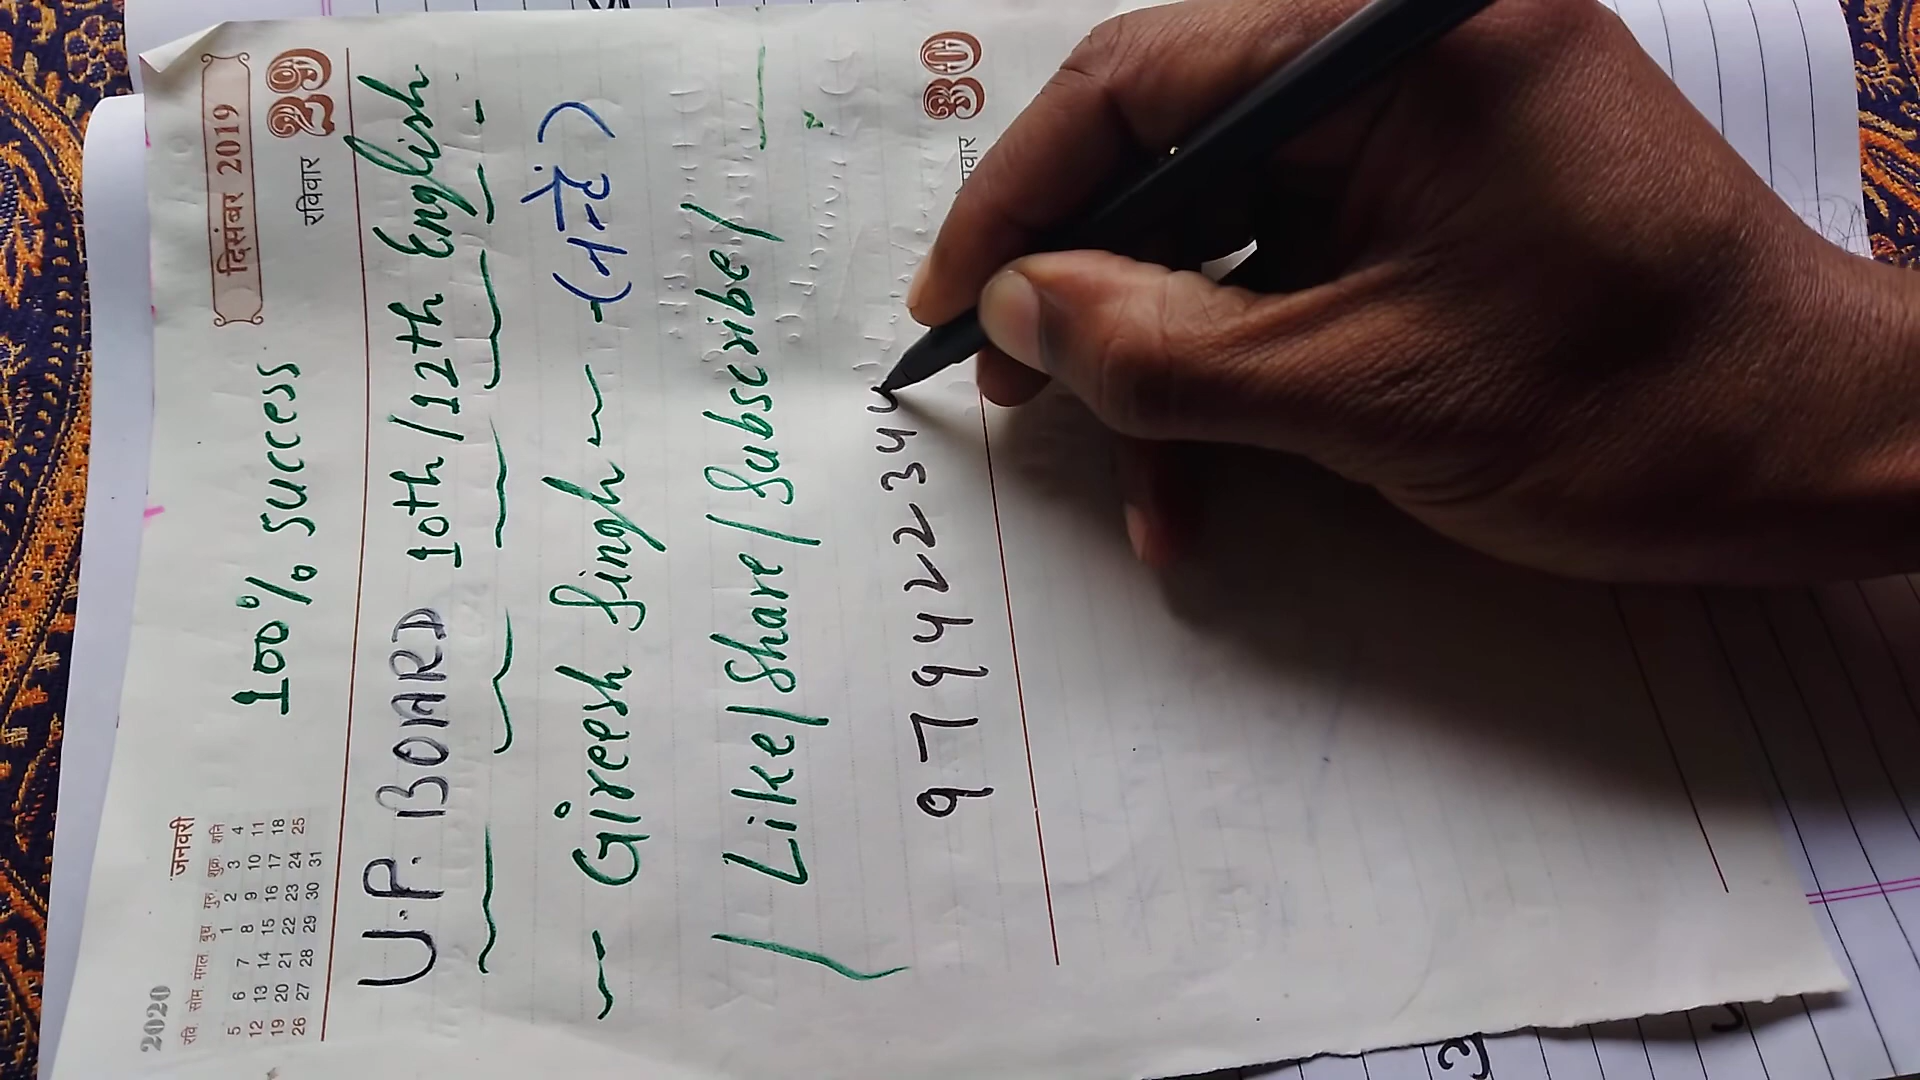 2020 जनवरी
रवि. सोम. मंगल बुध गुरु. शुक्र. शनि
1 2 3 4
5 6 7 8 9 10 11
12 13 14 15 16 17 18
19 20 21 22 23 24 25
26 27 28 29 30 31
दिसंबर 2019
रविवार 29
100% success
U.P. BOARD 10th/12th English
Gireesh Singh
Like/Share/Subscribe/
30
9794422344